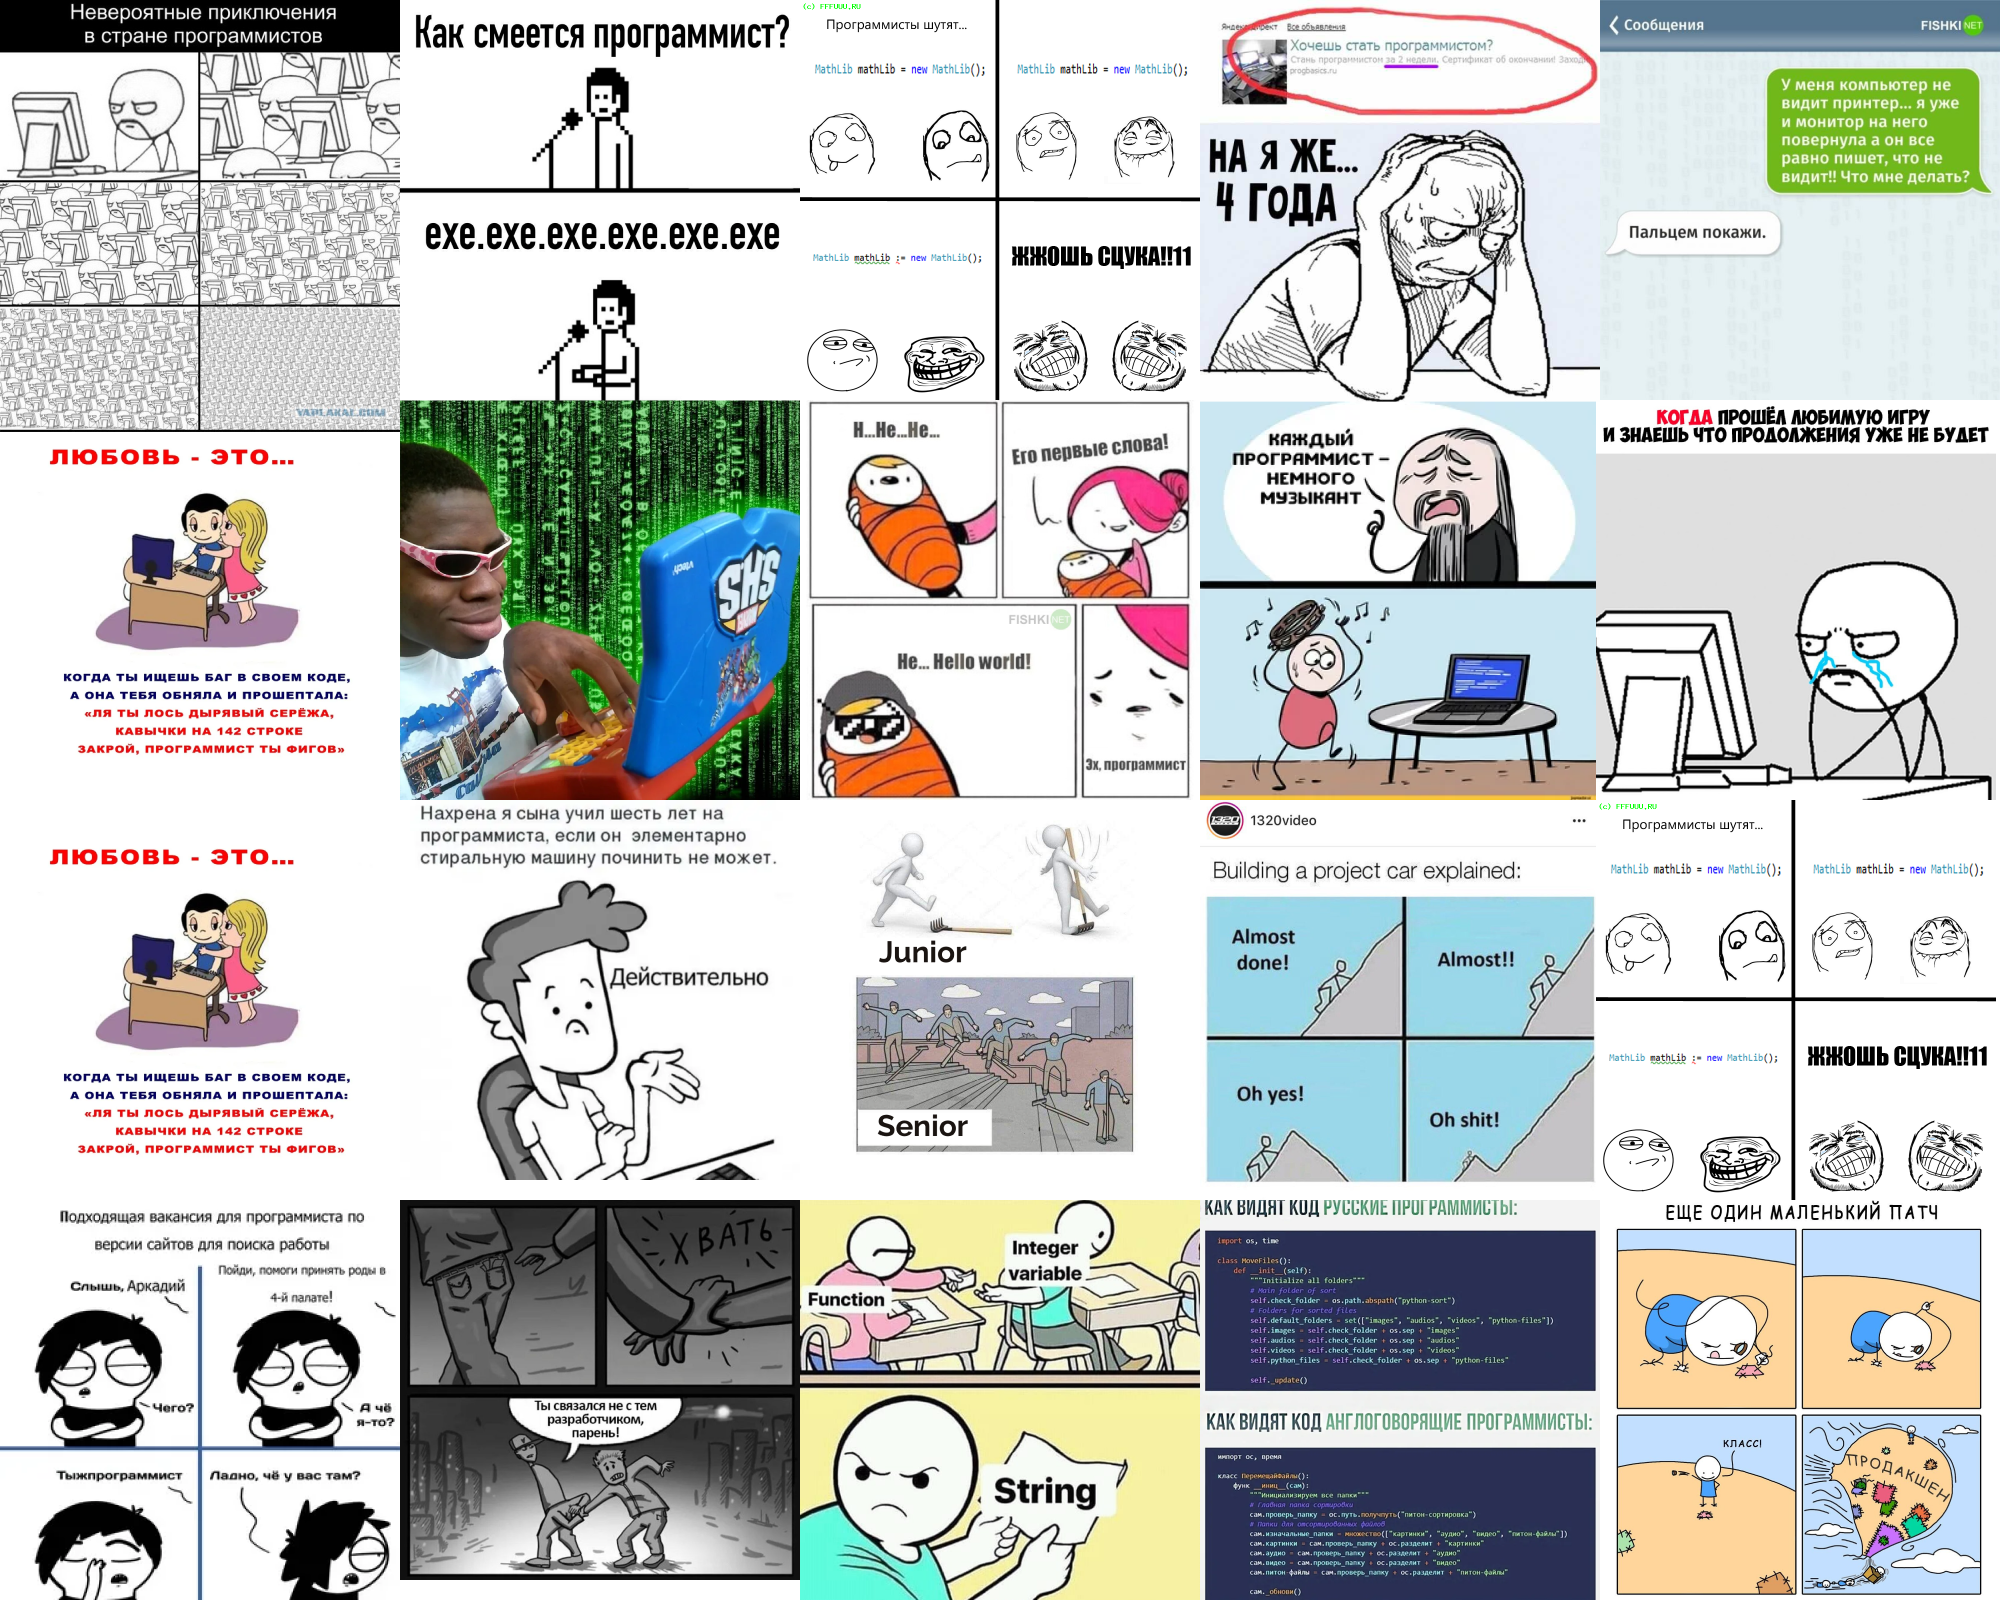 Невероятные приключения
в стране программистов
YAPLAKAL.COM
Как смеется программист?
exe.exe.exe.exe.exe.exe
(q) FFFUUU.RU
Программисты шутят...
MathLib mathLib = new MathLib();
MathLib mathLib = new MathLib();
MathLib mathLib := new MathLib();
ЖЖОШЬ СЦУКА!!11
Яндекс Директ Все объявления
Хочешь стать программистом?
Стань программистом за 2 недели. Сертификат об окончании!
progbasics.ru
НА Я ЖЕ...
4 ГОДА
Сообщения
FISHKI NET
У меня компьютер не
видит принтер... я уже
и монитор на него
повернула а он все
равно пишет, что не
видит!! Что мне делать?
Пальцем покажи.
ЛЮБОВЬ - ЭТО...
КОГДА ТЫ ИЩЕШЬ БАГ В СВОЕМ КОДЕ,
А ОНА ТЕБЯ ОБНЯЛА И ПРОШЕПТАЛА:
«ЛЯ ТЫ ЛОСЬ ДЫРЯВЫЙ СЕРЁЖА,
КАВЫЧКИ НА 142 СТРОКЕ
ЗАКРОЙ, ПРОГРАММИСТ ТЫ ФИГОВ»
vtech
SHS
Н...Не...Не...
Его первые слова!
FISHKI NET
Не... Hello world!
Эх, программист
КАЖДЫЙ
ПРОГРАММИСТ –
НЕМНОГО
МУЗЫКАНТ
КОГДА ПРОШЁЛ ЛЮБИМУЮ ИГРУ
И ЗНАЕШЬ ЧТО ПРОДОЛЖЕНИЯ УЖЕ НЕ БУДЕТ
ЛЮБОВЬ - ЭТО...
КОГДА ТЫ ИЩЕШЬ БАГ В СВОЕМ КОДЕ,
А ОНА ТЕБЯ ОБНЯЛА И ПРОШЕПТАЛА:
«ЛЯ ТЫ ЛОСЬ ДЫРЯВЫЙ СЕРЁЖА,
КАВЫЧКИ НА 142 СТРОКЕ
ЗАКРОЙ, ПРОГРАММИСТ ТЫ ФИГОВ»
Нахрена я сына учил шесть лет на
программиста, если он элементарно
стиральную машину починить не может.
Действительно
Junior
Senior
1320video
Building a project car explained:
Almost
done!
Almost!!
Oh yes!
Oh shit!
(q) FFFUUU.RU
Программисты шутят...
MathLib mathLib = new MathLib();
MathLib mathLib = new MathLib();
MathLib mathLib := new MathLib();
ЖЖОШЬ СЦУКА!!11
Подходящая вакансия для программиста по
версии сайтов для поиска работы
Слышь, Аркадий
Чего?
Пойди, помоги принять роды в
4-й палате!
А чё
я-то?
Тыжпрограммист
Ладно, чё у вас там?
ХВАТЬ
Ты связался не с тем
разработчиком,
парень!
Function
Integer
variable
String
КАК ВИДЯТ КОД РУССКИЕ ПРОГРАММИСТЫ:
import os, time
class MoveFiles():
def __init__(self):
"""Initialize all folders"""
# Main folder of sort
self.check_folder = os.path.abspath("python-sort")
# Folders for sorted files
self.default_folders = set(["images", "audios", "videos", "python-files"])
self.images = self.check_folder + os.sep + "images"
self.audios = self.check_folder + os.sep + "audios"
self.videos = self.check_folder + os.sep + "videos"
self.python_files = self.check_folder + os.sep + "python-files"
self._update()
КАК ВИДЯТ КОД АНГЛОГОВОРЯЩИЕ ПРОГРАММИСТЫ:
импорт ос, время
класс ПеремещайФайлы():
функ __иниц__(сам):
"""Инициализируем все папки"""
# Главная папка сортировки
сам.проверь_папку = ос.путь.получпуть("питон-сортировка")
# Папки для отсортированных файлов
сам.изначальные_папки = множество(["картинки", "аудио", "видео", "питон-файлы"])
сам.картинки = сам.проверь_папку + ос.разделит + "картинки"
сам.аудио = сам.проверь_папку + ос.разделит + "аудио"
сам.видео = сам.проверь_папку + ос.разделит + "видео"
сам.питон-файлы = сам.проверь_папку + ос.разделит + "питон-файлы"
сам._обнови()
ЕЩЕ ОДИН МАЛЕНЬКИЙ ПАТЧ
КЛАСС!
ПРОДАКШЕН